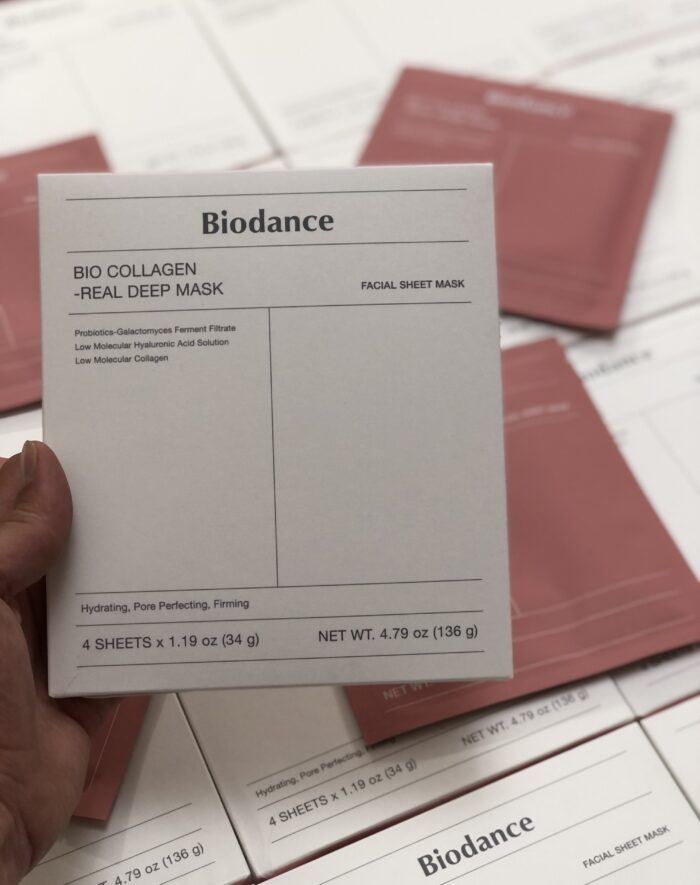 Biodance
Biodance
BIO COLLAGEN
-REAL DEEP MASK
FACIAL SHEET MASK
Probiotics-Galactomyces Ferment Filtrate
Low Molecular Hyaluronic Acid Solution
Low Molecular Collagen
Hydrating, Pore Perfecting, Firming
4 SHEETS x 1.19 oz (34 g)
NET WT. 4.79 oz (136 g)
NET
Hydrating, Pore Perfecting,
4 SHEETS x 1.19 oz (34 g)
NET WT. 4.79 oz (136 g)
4.79 oz (136 g)
Biodance
FACIAL SHEET MASK